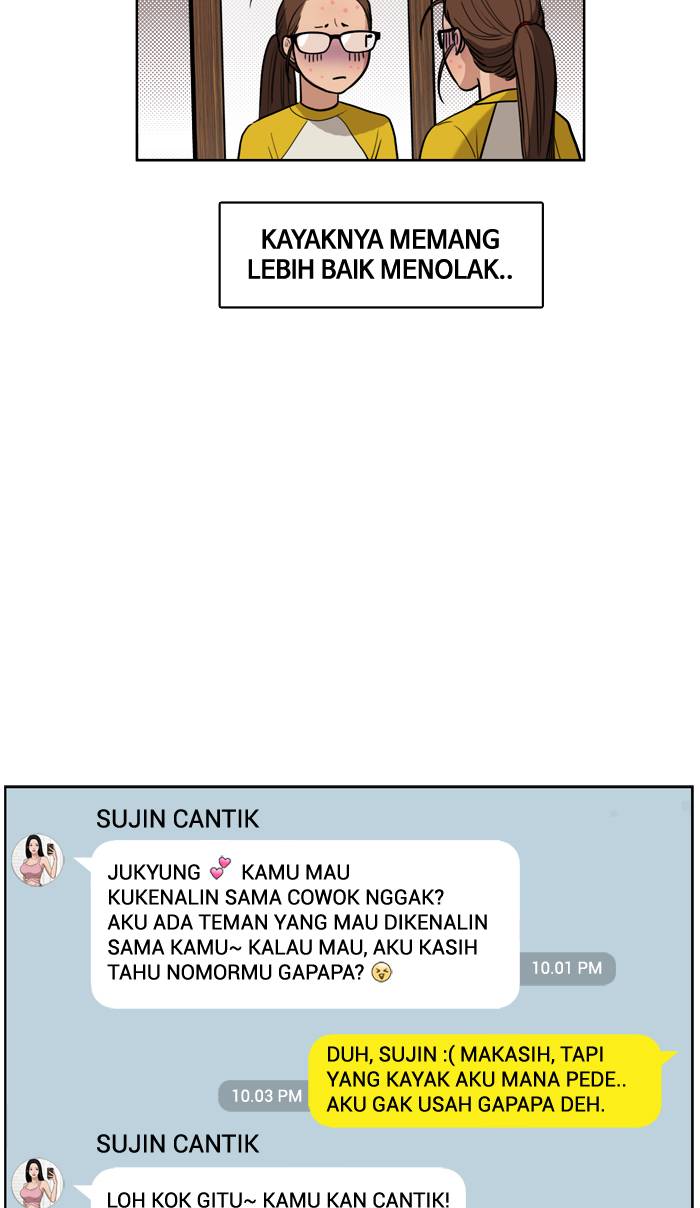 KAYAKNYA MEMANG
LEBIH BAIK MENOLAK..
SUJIN CANTIK
JUKYUNG 💕 KAMU MAU
KUKENALIN SAMA COWOK NGGAK?
AKU ADA TEMAN YANG MAU DIKENALIN
SAMA KAMU~ KALAU MAU, AKU KASIH
TAHU NOMORMU GAPAPA? 😝
10.01 PM
DUH, SUJIN :( MAKASIH, TAPI
YANG KAYAK AKU MANA PEDE..
AKU GAK USAH GAPAPA DEH.
10.03 PM
SUJIN CANTIK
LOH KOK GITU~ KAMU KAN CANTIK!